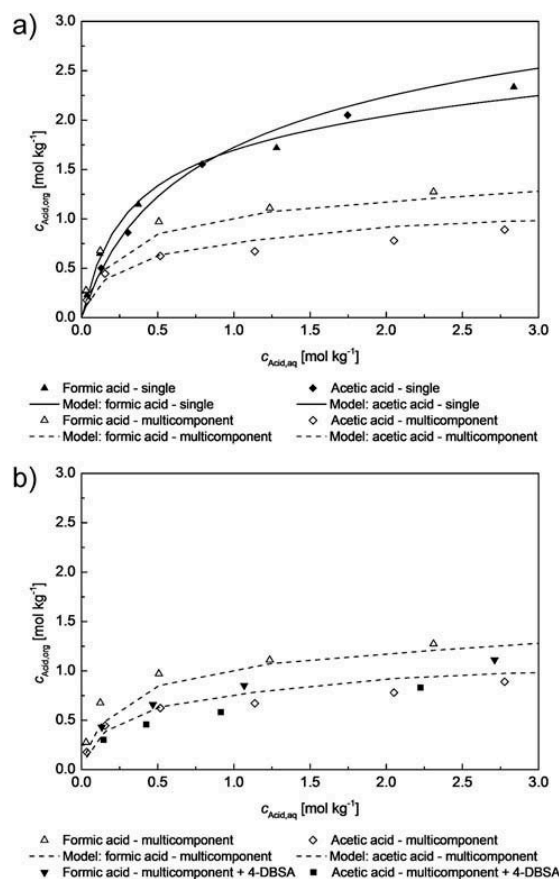 a)
3.0
2.5
2.0
1.5
1.0
0.5
0.0
c_Acid,org [mol kg⁻¹]
0.0 0.5 1.0 1.5 2.0 2.5 3.0
c_Acid,aq [mol kg⁻¹]
▲ Formic acid - single ◆ Acetic acid - single
Model: formic acid - single Model: acetic acid - single
△ Formic acid - multicomponent ◇ Acetic acid - multicomponent
Model: formic acid - multicomponent Model: acetic acid - multicomponent
b)
3.0
2.5
2.0
1.5
1.0
0.5
0.0
c_Acid,org [mol kg⁻¹]
0.0 0.5 1.0 1.5 2.0 2.5 3.0
c_Acid,aq [mol kg⁻¹]
△ Formic acid - multicomponent ◇ Acetic acid - multicomponent
Model: formic acid - multicomponent Model: acetic acid - multicomponent
▼ Formic acid - multicomponent + 4-DBSA ■ Acetic acid - multicomponent + 4-DBSA